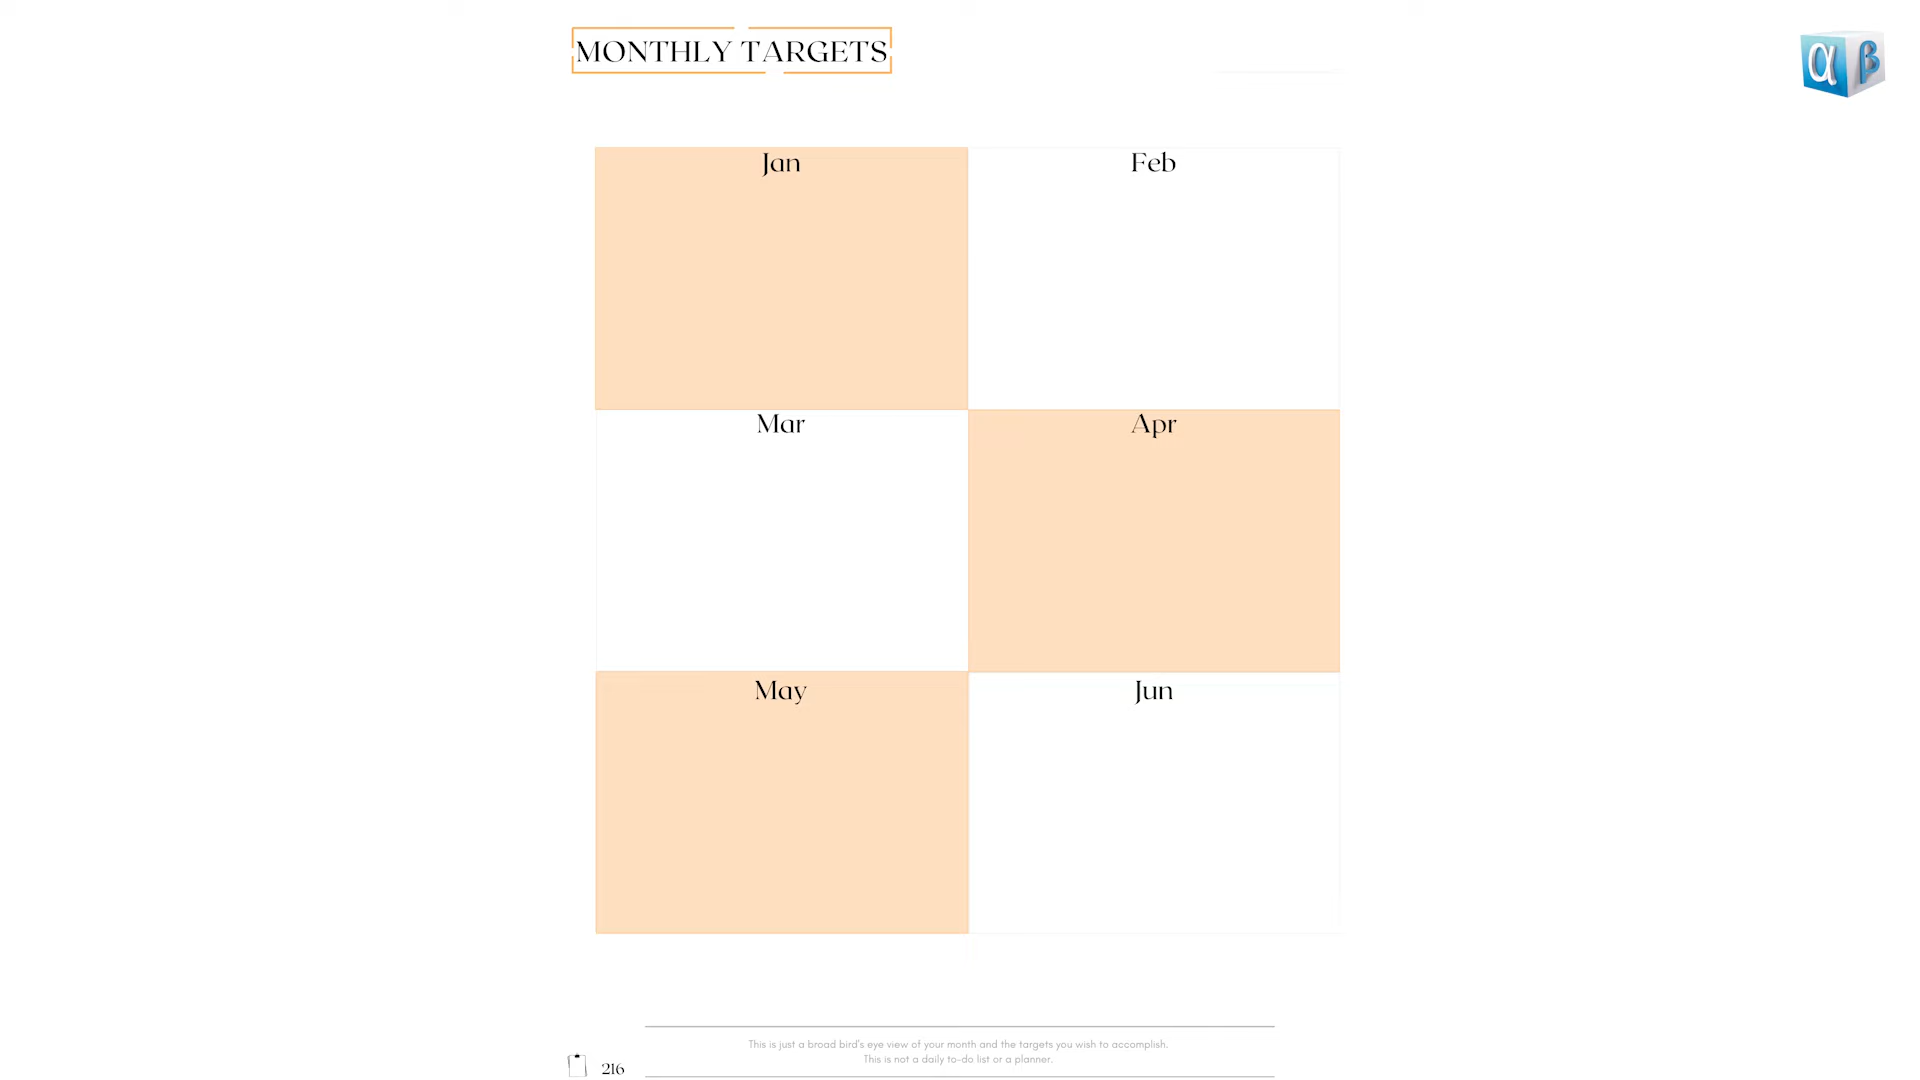 MONTHLY TARGETS
α β
Jan
Feb
Mar
Apr
May
Jun
This is just a broad bird's eye view of your month and the targets you wish to accomplish.
This is not a daily to-do list or a planner.
216